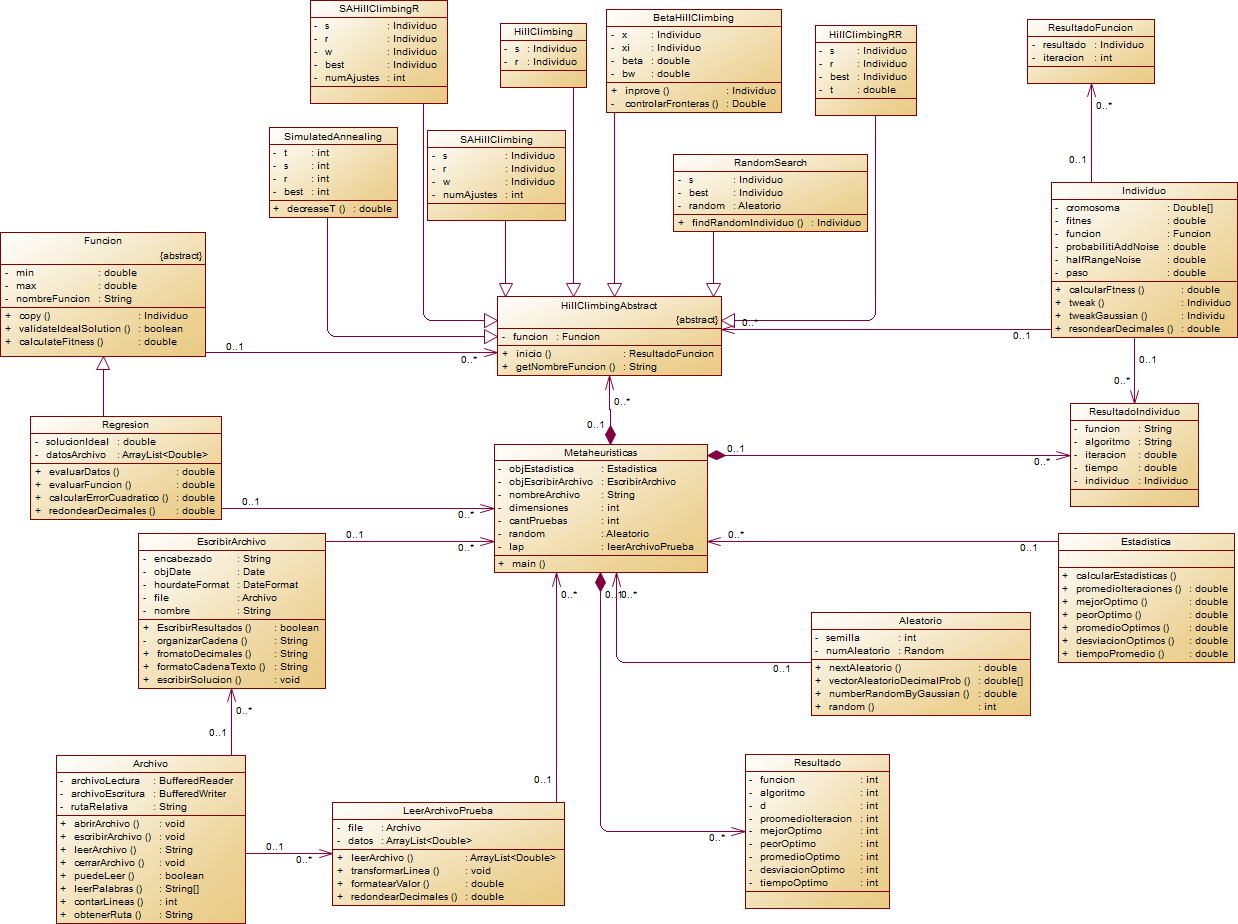 SAHillClimbingR
- s : Individuo
- r : Individuo
- w : Individuo
- best : Individuo
- numAjustes : int
HillClimbing
- s : Individuo
- r : Individuo
BetaHillClimbing
- x : Individuo
- xi : Individuo
- beta : double
- bw : double
+ inprove () : Individuo
- controlarFronteras () : Double
HillClimbingRR
- s : Individuo
- r : Individuo
- best : Individuo
- t : double
ResultadoFuncion
- resultado : Individuo
- iteracion : int
0..*
0..1
SimulatedAnnealing
- t : int
- s : int
- r : int
- best : int
+ decreaseT () : double
SAHillClimbing
- s : Individuo
- r : Individuo
- w : Individuo
- numAjustes : int
RandomSearch
- s : Individuo
- best : Individuo
- random : Aleatorio
+ findRandomIndividuo () : Individuo
Individuo
- cromosoma : Double[]
- fitnes : double
- funcion : Funcion
- probabilitiAddNoise : double
- halfRangeNoise : double
- paso : double
+ calcularFtness () : double
+ tweak () : Individuo
+ tweakGaussian () : Individu
+ resondearDecimales () : double
Funcion
{abstract}
- min : double
- max : double
- nombreFuncion : String
+ copy () : Individuo
+ validateIdealSolution () : boolean
+ calculateFitness () : double
HillClimbingAbstract
{abstract}
- funcion : Funcion
+ inicio () : ResultadoFuncion
+ getNombreFuncion () : String
0..*
0..1
0..1
0..*
0..1
0..*
0..*
0..1
Regresion
- solucionIdeal : double
- datosArchivo : ArrayList<Double>
+ evaluarDatos () : double
+ evaluarFuncion () : double
+ calcularErrorCuadratico () : double
+ redondearDecimales () : double
ResultadoIndividuo
- funcion : String
- algoritmo : String
- iteracion : double
- tiempo : double
- individuo : Individuo
Metaheuristicas
- objEstadistica : Estadistica
- objEscribirArchivo : EscribirArchivo
- nombreArchivo : String
- dimensiones : int
- cantPruebas : int
- random : Aleatorio
- lap : leerArchivoPrueba
+ main ()
0..1
0..*
0..1
0..*
0..1
0..*
0..*
0..1
EscribirArchivo
- encabezado : String
- objDate : Date
- hourdateFormat : DateFormat
- file : Archivo
- nombre : String
+ EscribirResultados () : boolean
- organizarCadena () : String
+ fromatoDecimales () : String
+ formatoCadenaTexto () : String
+ escribirSolucion () : void
Estadistica
+ calcularEstadisticas ()
+ promedioIteraciones () : double
+ mejorOptimo () : double
+ peorOptimo () : double
+ promedioOptimos () : double
+ desviacionOptimos () : double
+ tiempoPromedio () : double
0..*
0..1
0..*
0..1
Aleatorio
- semilla : int
- numAleatorio : Random
+ nextAleatorio () : double
+ vectorAleatorioDecimalProb () : double[]
+ numberRandomByGaussian () : double
+ random () : int
0..*
0..1
0..1
Archivo
- archivoLectura : BufferedReader
- archivoEscritura : BufferedWriter
- rutaRelativa : String
+ abrirArchivo () : void
+ escribirArchivo () : void
+ leerArchivo () : String
+ cerrarArchivo () : void
+ puedeLeer () : boolean
+ leerPalabras () : String[]
+ contarLineas () : int
+ obtenerRuta () : String
0..1
0..*
LeerArchivoPrueba
- file : Archivo
- datos : ArrayList<Double>
+ leerArchivo () : ArrayList<Double>
+ transformarLinea () : void
+ formatearValor () : double
+ redondearDecimales () : double
0..*
Resultado
- funcion : int
- algoritmo : int
- d : int
- proomedioIteracion : int
- mejorOptimo : int
- peorOptimo : int
- promedioOptimo : int
- desviacionOptimo : int
- tiempoOptimo : int